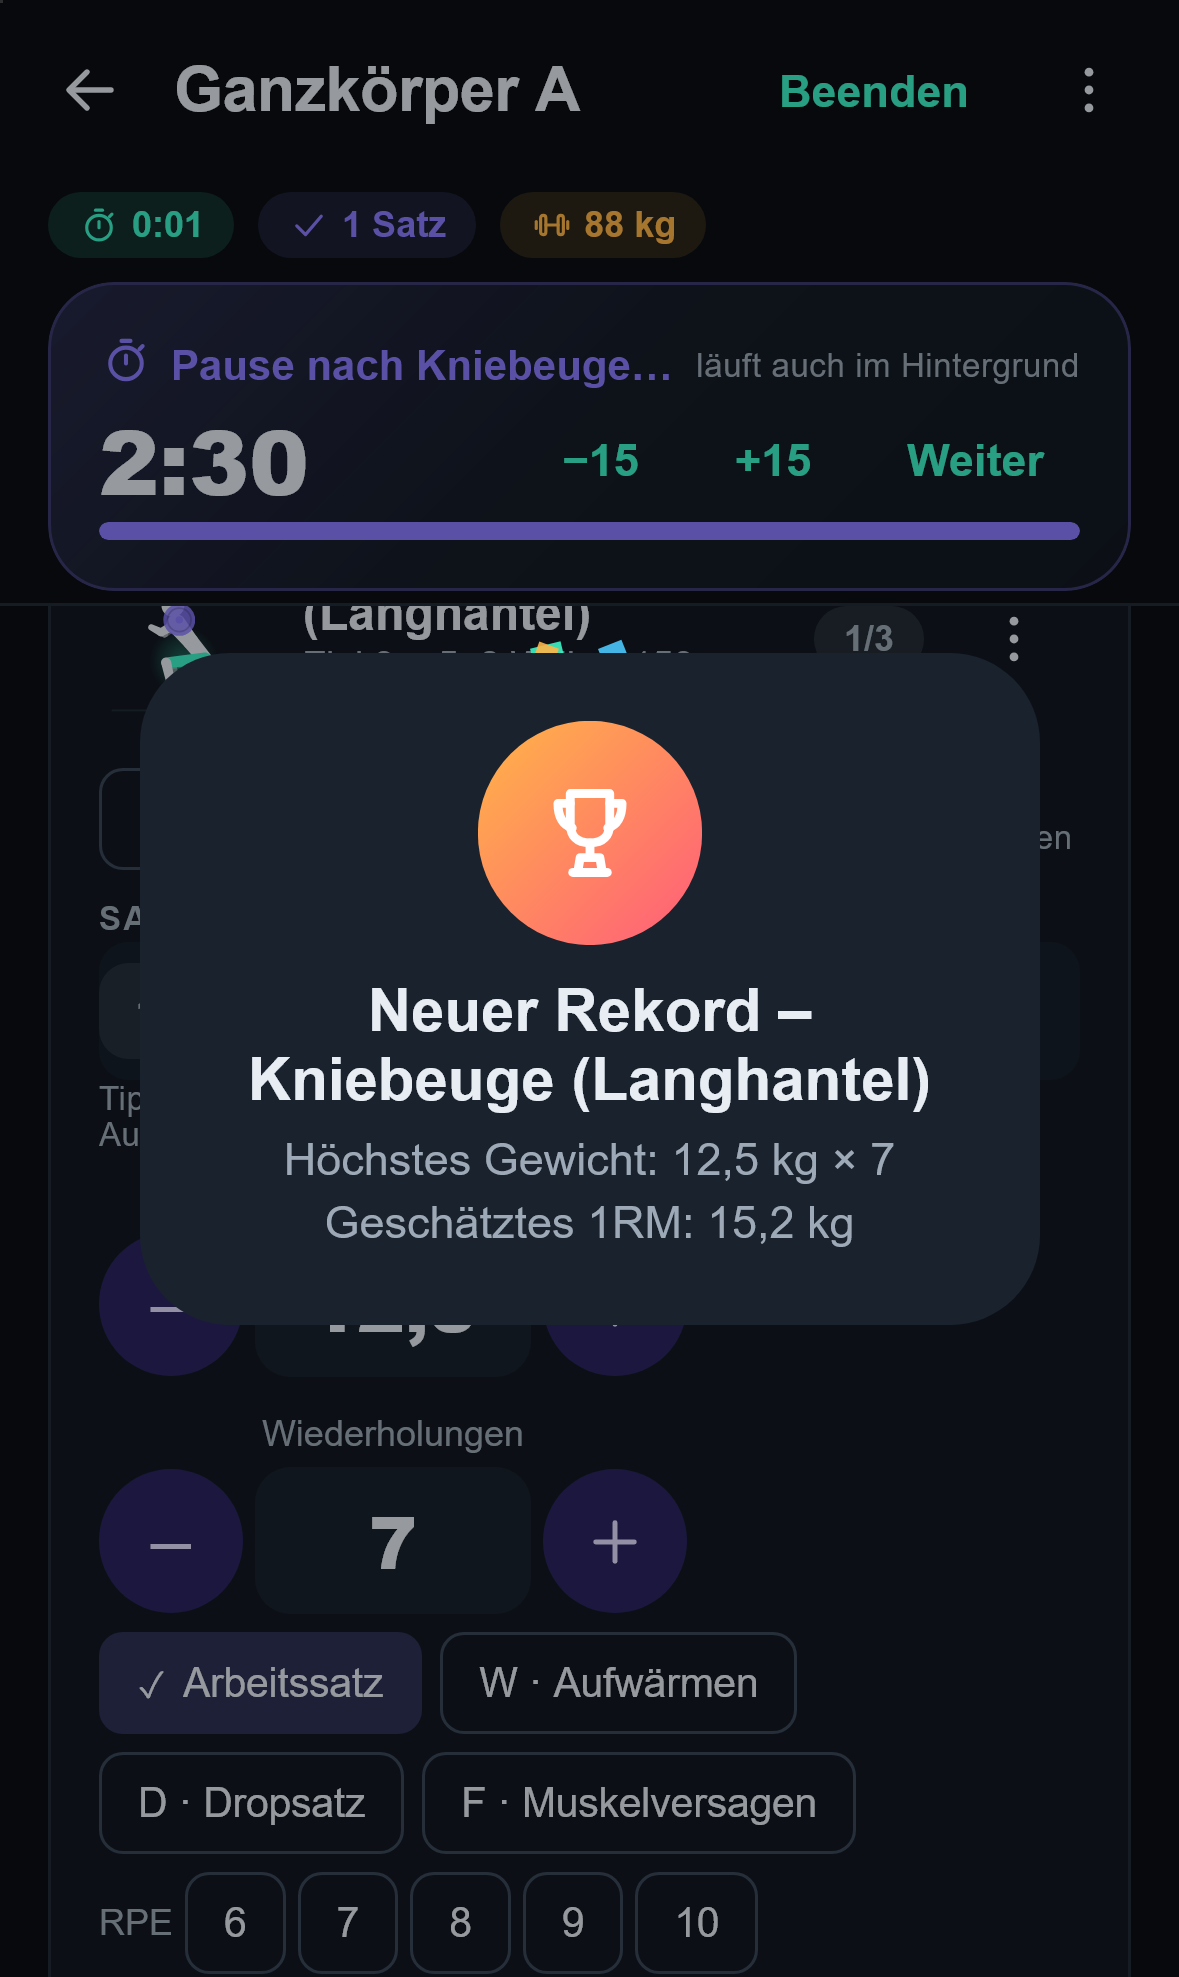 Ganzkörper A
Beenden
0:01
1 Satz
88 kg
Pause nach Kniebeuge…
läuft auch im Hintergrund
2:30
−15
+15
Weiter
(Langhantel)
1/3
Neuer Rekord –
Kniebeuge (Langhantel)
Höchstes Gewicht: 12,5 kg × 7
Geschätztes 1RM: 15,2 kg
Wiederholungen
7
✓ Arbeitssatz
W · Aufwärmen
D · Dropsatz
F · Muskelversagen
RPE 6 7 8 9 10